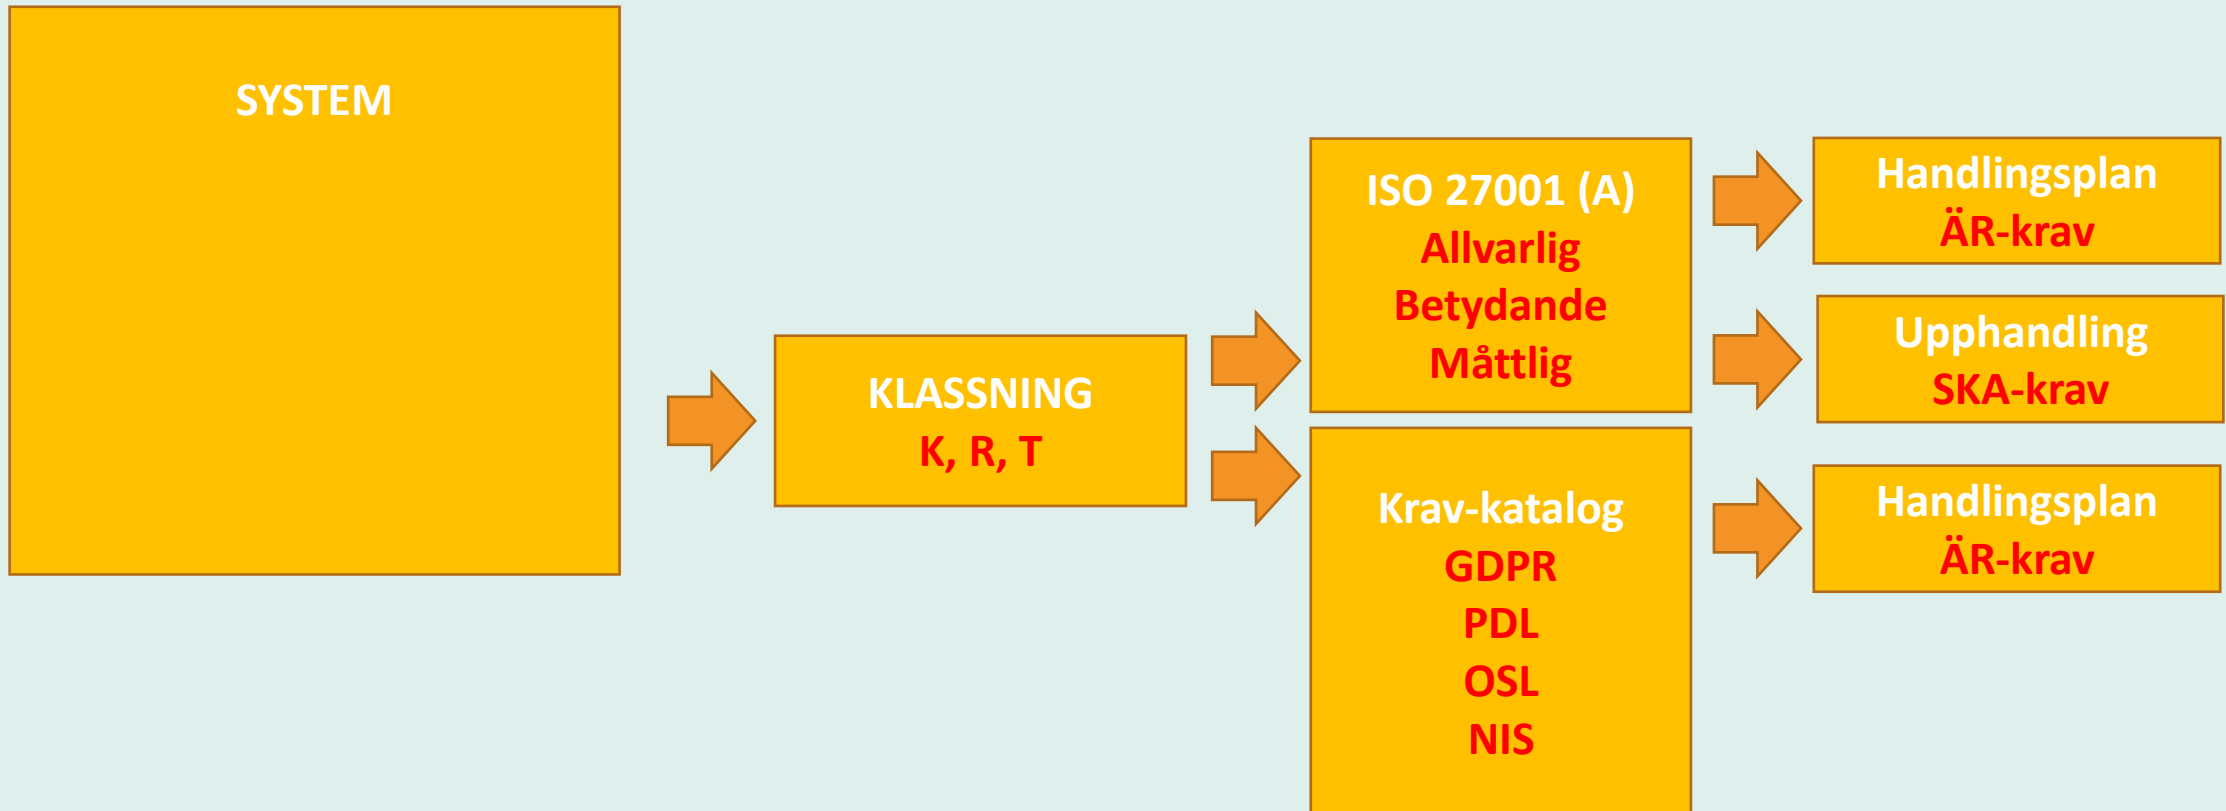 SYSTEM
KLASSNING
K, R, T
ISO 27001 (A)
Allvarlig
Betydande
Måttlig
Krav-katalog
GDPR
PDL
OSL
NIS
Handlingsplan
ÄR-krav
Upphandling
SKA-krav
Handlingsplan
ÄR-krav